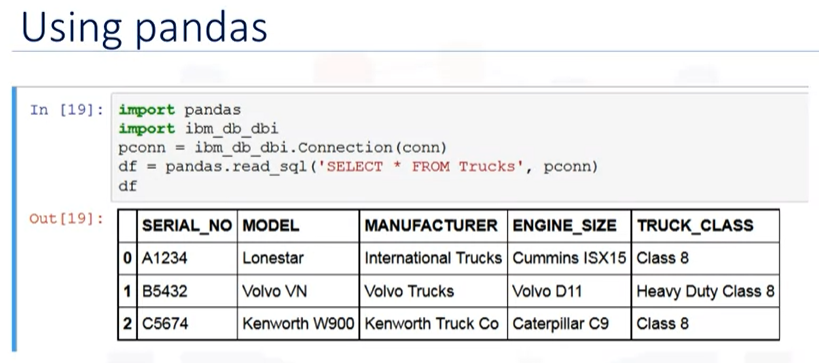 Using pandas
In [19]: import pandas
import ibm_db_dbi
pconn = ibm_db_dbi.Connection(conn)
df = pandas.read_sql('SELECT * FROM Trucks', pconn)
df
Out[19]:
SERIAL_NO MODEL MANUFACTURER ENGINE_SIZE TRUCK_CLASS
0 A1234 Lonestar International Trucks Cummins ISX15 Class 8
1 B5432 Volvo VN Volvo Trucks Volvo D11 Heavy Duty Class 8
2 C5674 Kenworth W900 Kenworth Truck Co Caterpillar C9 Class 8